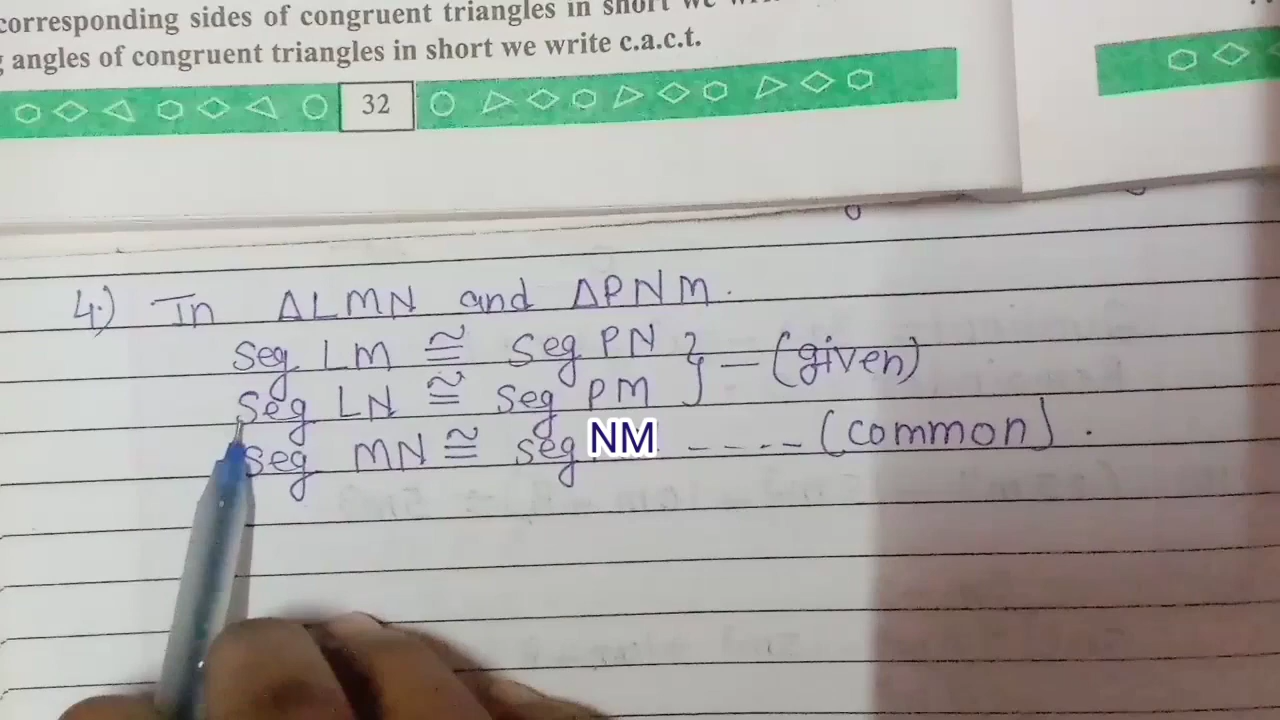 corresponding sides of congruent triangles in short we
angles of congruent triangles in short we write c.a.c.t.
32
4.) In ΔLMN and ΔPNM.
seg LM ≅ seg PN } — (given)
seg LN ≅ seg PM
seg MN ≅ seg NM ---- (common).